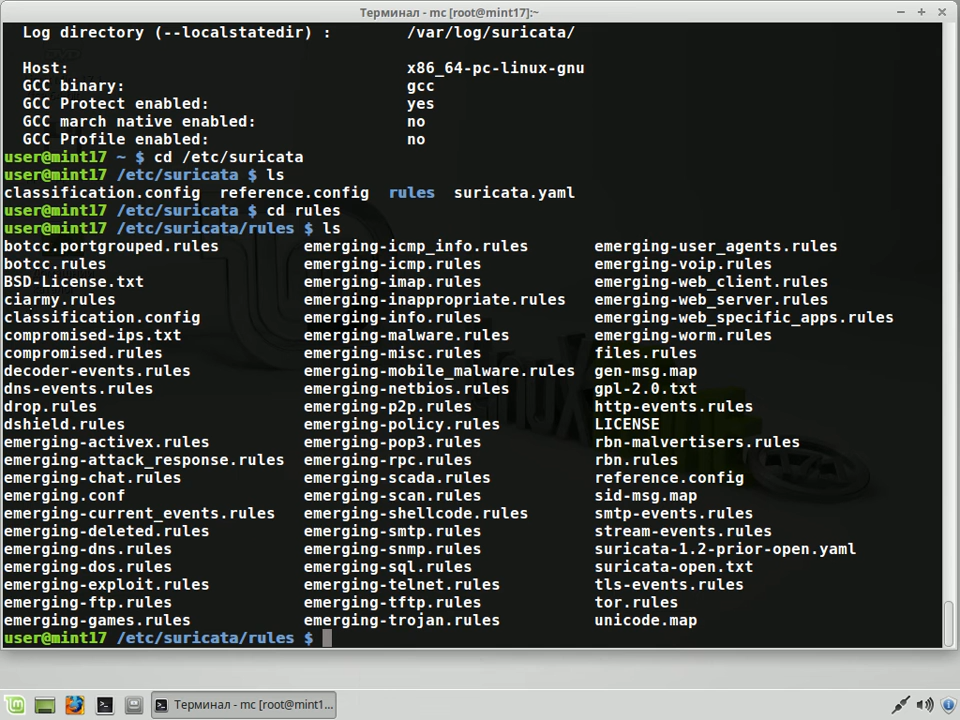 Терминал - mc [root@mint17]:~
Log directory (--localstatedir) : /var/log/suricata/
Host: x86_64-pc-linux-gnu
GCC binary: gcc
GCC Protect enabled: yes
GCC march native enabled: no
GCC Profile enabled: no
user@mint17 ~ $ cd /etc/suricata
user@mint17 /etc/suricata $ ls
classification.config reference.config rules suricata.yaml
user@mint17 /etc/suricata $ cd rules
user@mint17 /etc/suricata/rules $ ls
botcc.portgrouped.rules emerging-icmp_info.rules emerging-user_agents.rules
botcc.rules emerging-icmp.rules emerging-voip.rules
BSD-License.txt emerging-imap.rules emerging-web_client.rules
ciarmy.rules emerging-inappropriate.rules emerging-web_server.rules
classification.config emerging-info.rules emerging-web_specific_apps.rules
compromised-ips.txt emerging-malware.rules emerging-worm.rules
compromised.rules emerging-misc.rules files.rules
decoder-events.rules emerging-mobile_malware.rules gen-msg.map
dns-events.rules emerging-netbios.rules gpl-2.0.txt
drop.rules emerging-p2p.rules http-events.rules
dshield.rules emerging-policy.rules LICENSE
emerging-activex.rules emerging-pop3.rules rbn-malvertisers.rules
emerging-attack_response.rules emerging-rpc.rules rbn.rules
emerging-chat.rules emerging-scada.rules reference.config
emerging.conf emerging-scan.rules sid-msg.map
emerging-current_events.rules emerging-shellcode.rules smtp-events.rules
emerging-deleted.rules emerging-smtp.rules stream-events.rules
emerging-dns.rules emerging-snmp.rules suricata-1.2-prior-open.yaml
emerging-dos.rules emerging-sql.rules suricata-open.txt
emerging-exploit.rules emerging-telnet.rules tls-events.rules
emerging-ftp.rules emerging-tftp.rules tor.rules
emerging-games.rules emerging-trojan.rules unicode.map
user@mint17 /etc/suricata/rules $
Терминал - mc [root@mint1...